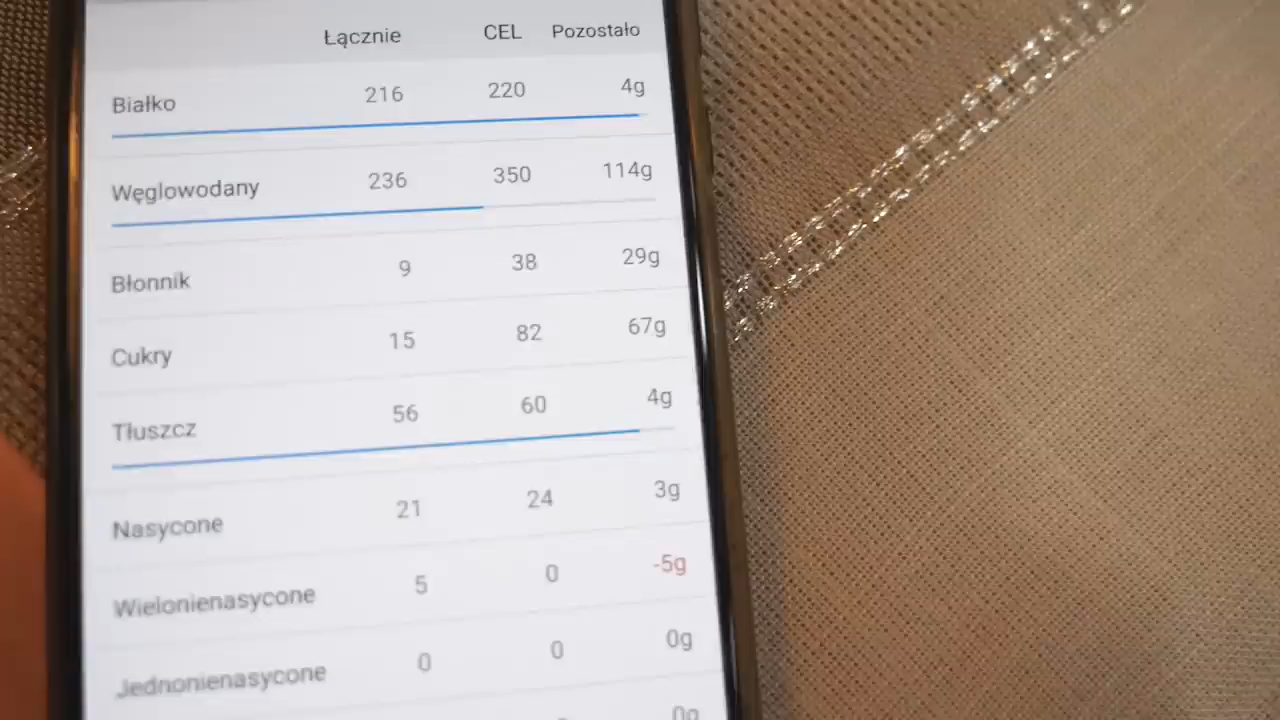 Łącznie CEL Pozostało
Białko 216 220 4g
Węglowodany 236 350 114g
Błonnik 9 38 29g
Cukry 15 82 67g
Tłuszcz 56 60 4g
Nasycone 21 24 3g
Wielonienasycone 5 0 -5g
Jednonienasycone 0 0 0g
0g